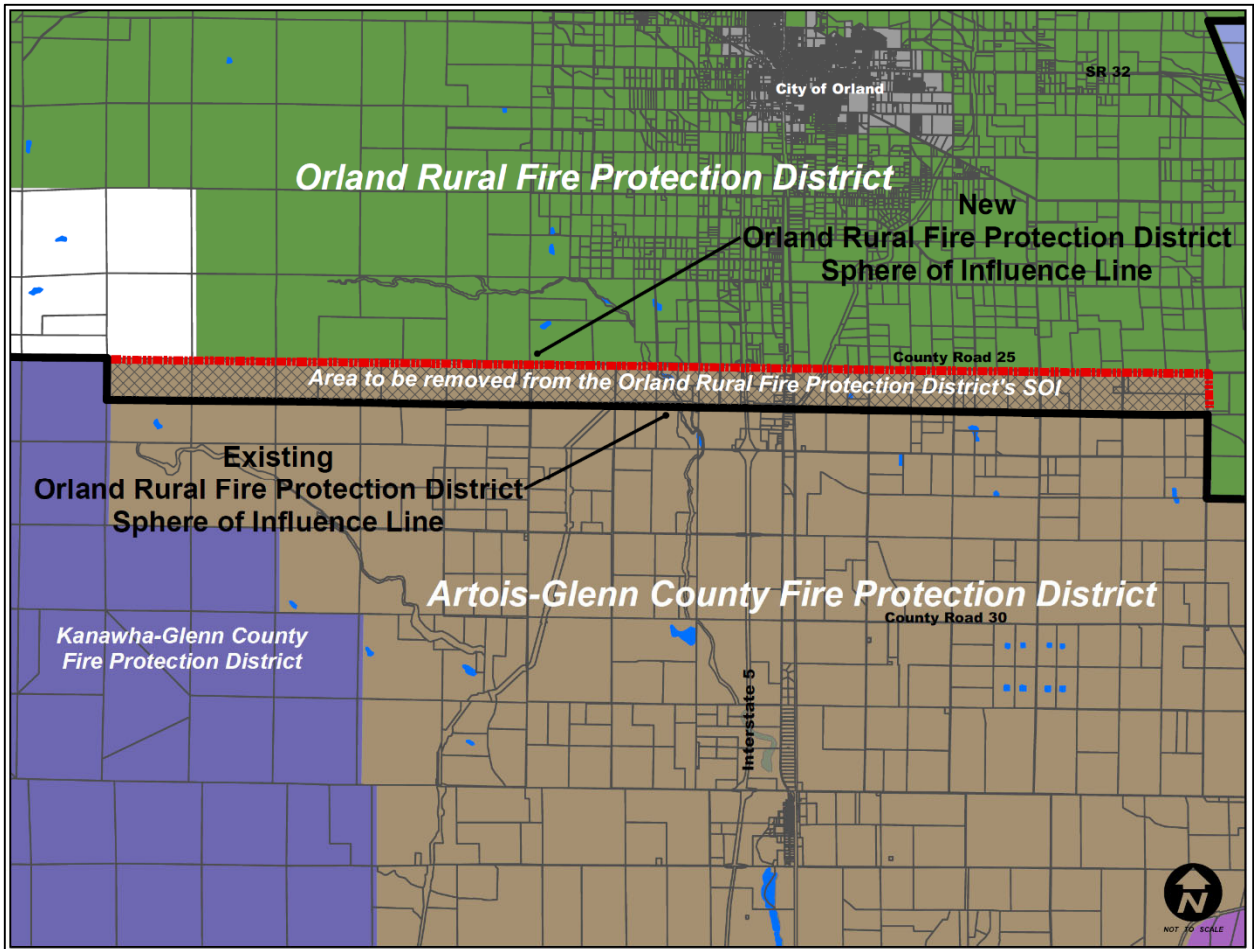 SR 32
City of Orland
Orland Rural Fire Protection District
New
Orland Rural Fire Protection District
Sphere of Influence Line
County Road 25
Area to be removed from the Orland Rural Fire Protection District's SOI
Existing
Orland Rural Fire Protection District
Sphere of Influence Line
Artois-Glenn County Fire Protection District
County Road 30
Kanawha-Glenn County
Fire Protection District
Interstate 5
N
NOT TO SCALE